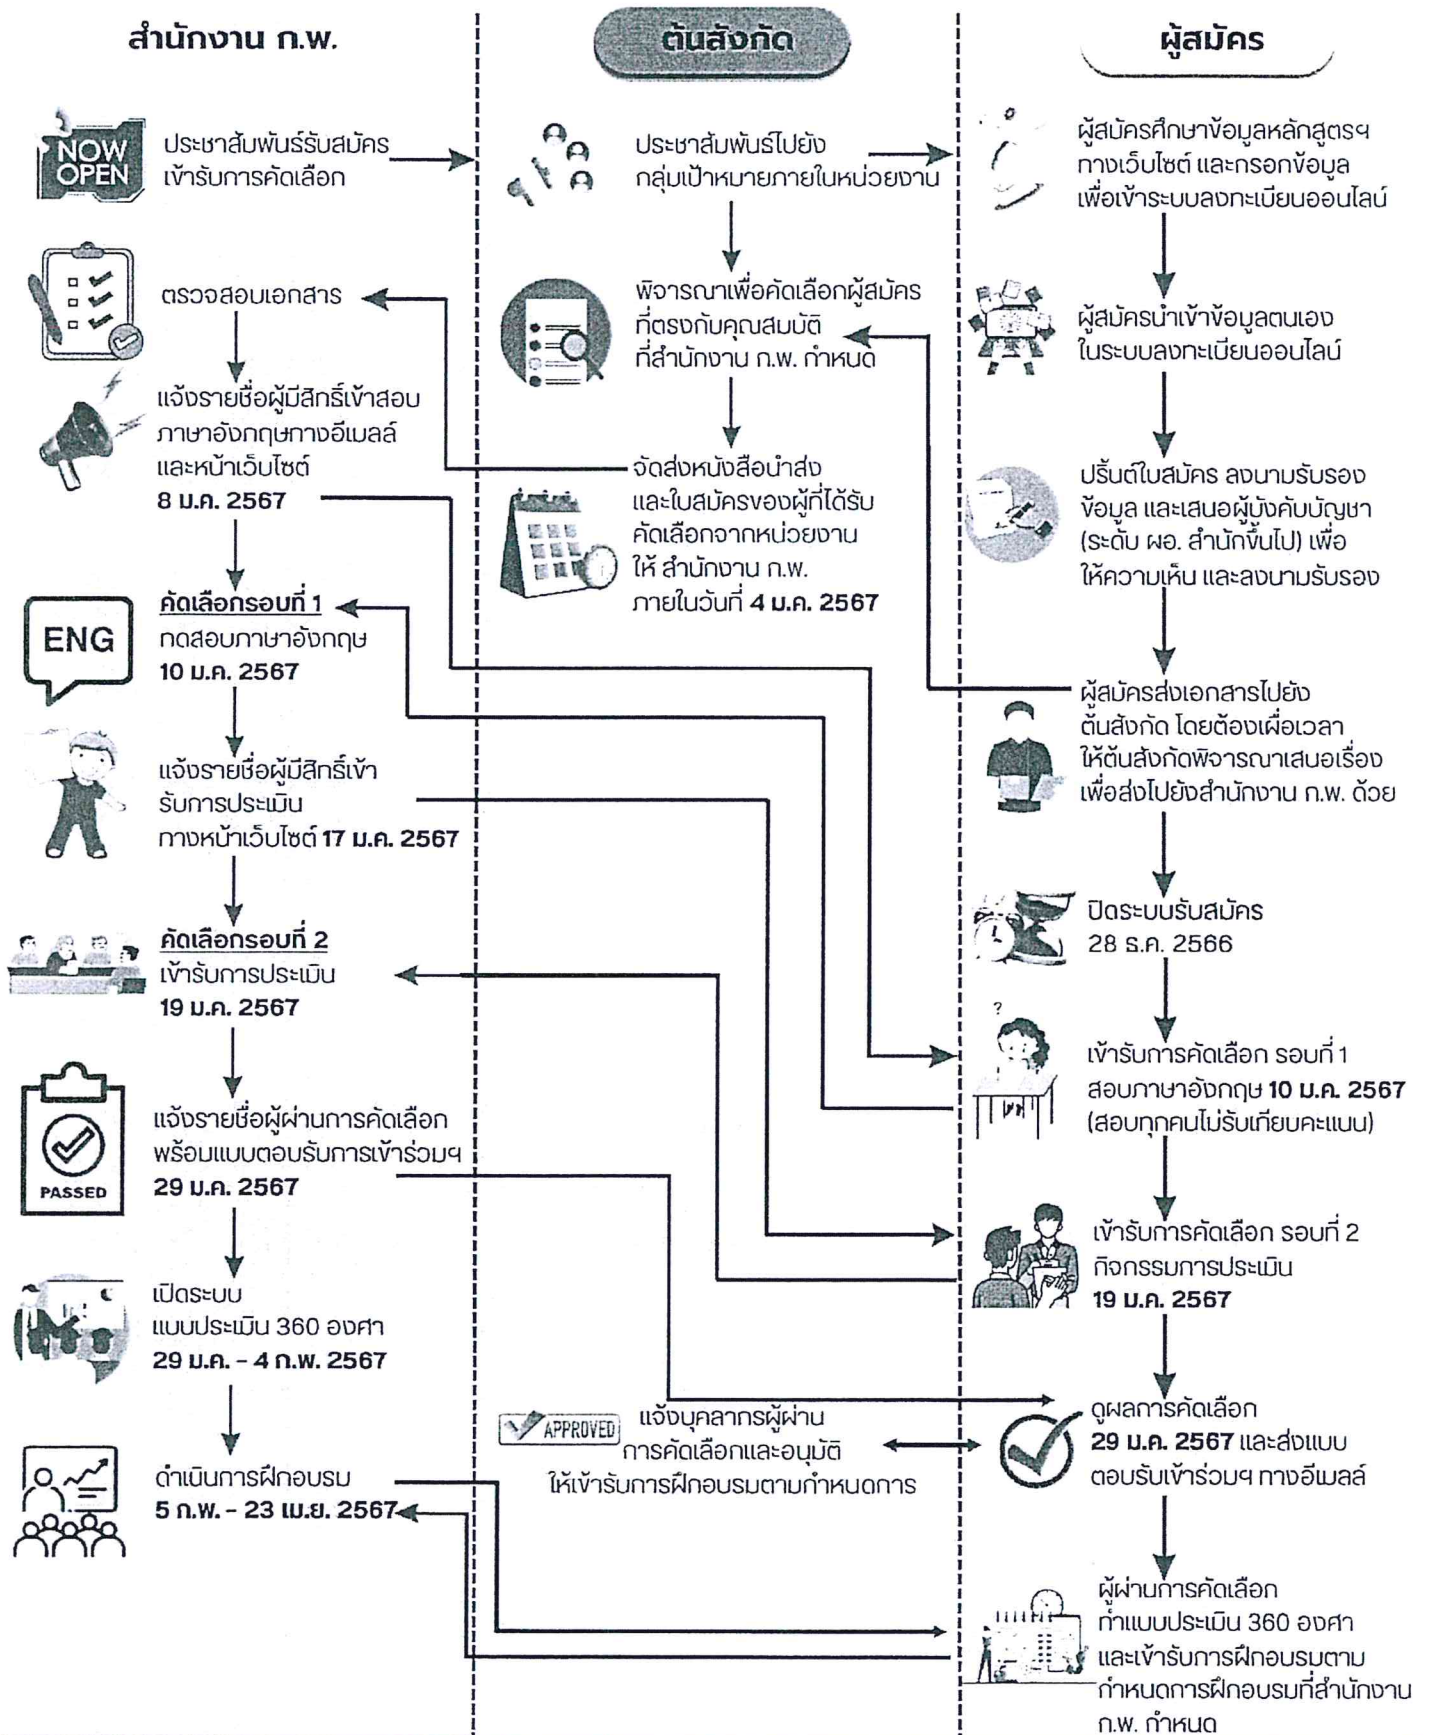 สำนักงาน ก.พ.
NOW
OPEN
ประชาสัมพันธ์รับสมัคร
เข้ารับการคัดเลือก
ตรวจสอบเอกสาร
แจ้งรายชื่อผู้มีสิทธิ์เข้าสอบ
ภาษาอังกฤษทางอีเมลล์
และหน้าเว็บไซต์
8 ม.ค. 2567
คัดเลือกรอบที่ 1
ENG
ทดสอบภาษาอังกฤษ
10 ม.ค. 2567
แจ้งรายชื่อผู้มีสิทธิ์เข้า
รับการประเมิน
ทางหน้าเว็บไซต์ 17 ม.ค. 2567
คัดเลือกรอบที่ 2
เข้ารับการประเมิน
19 ม.ค. 2567
แจ้งรายชื่อผู้ผ่านการคัดเลือก
พร้อมแบบตอบรับการเข้าร่วมฯ
29 ม.ค. 2567
PASSED
เปิดระบบ
แบบประเมิน 360 องศา
29 ม.ค. - 4 ก.พ. 2567
ดำเนินการฝึกอบรม
5 ก.พ. - 23 เม.ย. 2567
ต้นสังกัด
ประชาสัมพันธ์ไปยัง
กลุ่มเป้าหมายภายในหน่วยงาน
พิจารณาเพื่อคัดเลือกผู้สมัคร
ที่ตรงกับคุณสมบัติ
ที่สำนักงาน ก.พ. กำหนด
จัดส่งหนังสือนำส่ง
และใบสมัครของผู้ที่ได้รับ
คัดเลือกจากหน่วยงาน
ให้ สำนักงาน ก.พ.
ภายในวันที่ 4 ม.ค. 2567
APPROVED
แจ้งบุคลากรผู้ผ่าน
การคัดเลือกและอนุมัติ
ให้เข้ารับการฝึกอบรมตามกำหนดการ
ผู้สมัคร
ผู้สมัครศึกษาข้อมูลหลักสูตรฯ
ทางเว็บไซต์ และกรอกข้อมูล
เพื่อเข้าระบบลงทะเบียนออนไลน์
ผู้สมัครนำเข้าข้อมูลตนเอง
ในระบบลงทะเบียนออนไลน์
ปริ้นต์ใบสมัคร ลงนามรับรอง
ข้อมูล และเสนอผู้บังคับบัญชา
(ระดับ ผอ. สำนักขึ้นไป) เพื่อ
ให้ความเห็น และลงนามรับรอง
ผู้สมัครส่งเอกสารไปยัง
ต้นสังกัด โดยต้องเผื่อเวลา
ให้ต้นสังกัดพิจารณาเสนอเรื่อง
เพื่อส่งไปยังสำนักงาน ก.พ. ด้วย
ปิดระบบรับสมัคร
28 ธ.ค. 2566
?
เข้ารับการคัดเลือก รอบที่ 1
สอบภาษาอังกฤษ 10 ม.ค. 2567
(สอบทุกคนไม่รับเทียบคะแนน)
เข้ารับการคัดเลือก รอบที่ 2
กิจกรรมการประเมิน
19 ม.ค. 2567
ดูผลการคัดเลือก
29 ม.ค. 2567 และส่งแบบ
ตอบรับเข้าร่วมฯ ทางอีเมลล์
ผู้ผ่านการคัดเลือก
ทำแบบประเมิน 360 องศา
และเข้ารับการฝึกอบรมตาม
กำหนดการฝึกอบรมที่สำนักงาน
ก.พ. กำหนด